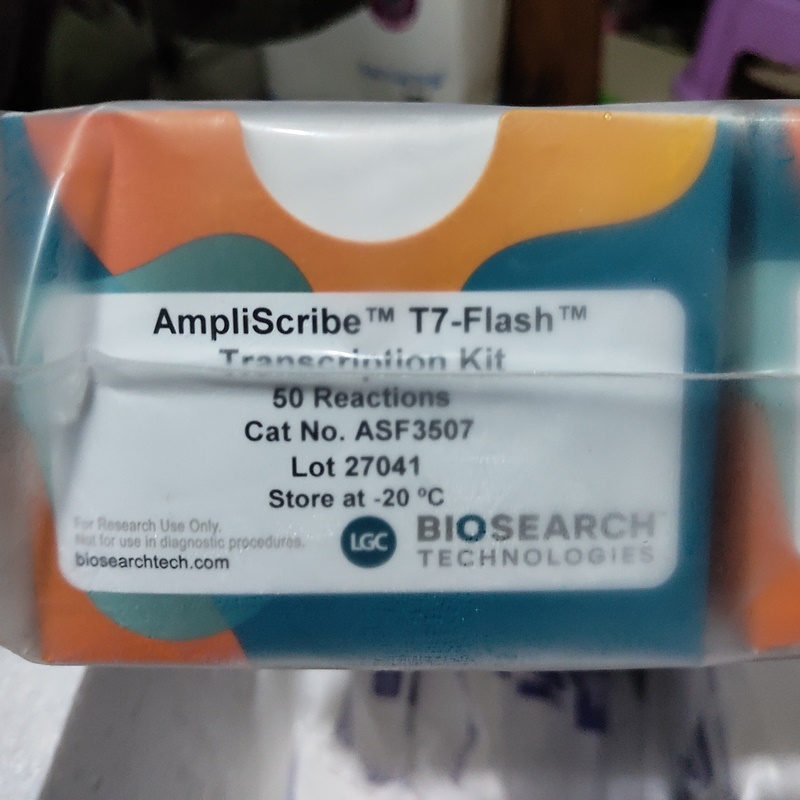 AmpliScribe™ T7-Flash™
Transcription Kit
50 Reactions
Cat No. ASF3507
Lot 27041
Store at -20 ºC
For Research Use Only.
Not for use in diagnostic procedures.
biosearchtech.com
LGC
BIOSEARCH™
TECHNOLOGIES